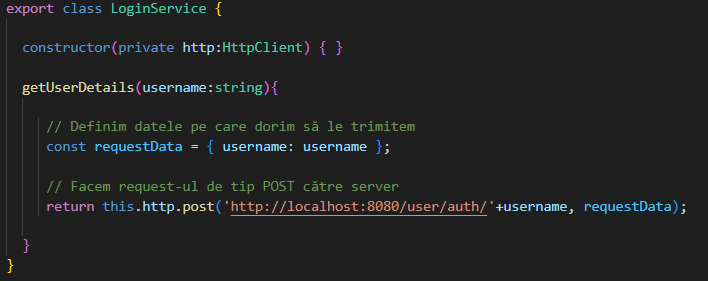 export class LoginService {
constructor(private http:HttpClient) { }
getUserDetails(username:string){
// Definim datele pe care dorim să le trimitem
const requestData = { username: username };
// Facem request-ul de tip POST către server
return this.http.post('http://localhost:8080/user/auth/'+username, requestData);
}
}